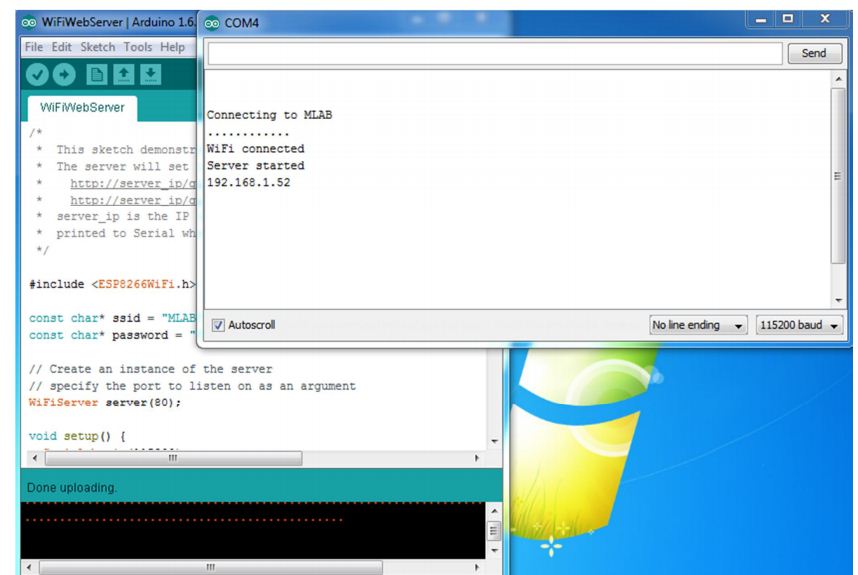 WiFiWebServer | Arduino 1.6.
File Edit Sketch Tools Help
WiFiWebServer
/*
* This sketch demonstr
* The server will set
* http://server_ip/g
* http://server_ip/g
* server_ip is the IP
* printed to Serial wh
*/
#include <ESP8266WiFi.h>
const char* ssid = "MLAB
const char* password = "
// Create an instance of the server
// specify the port to listen on as an argument
WiFiServer server(80);
void setup() {
Done uploading.
COM4
Send
Connecting to MLAB
............
WiFi connected
Server started
192.168.1.52
Autoscroll
No line ending
115200 baud